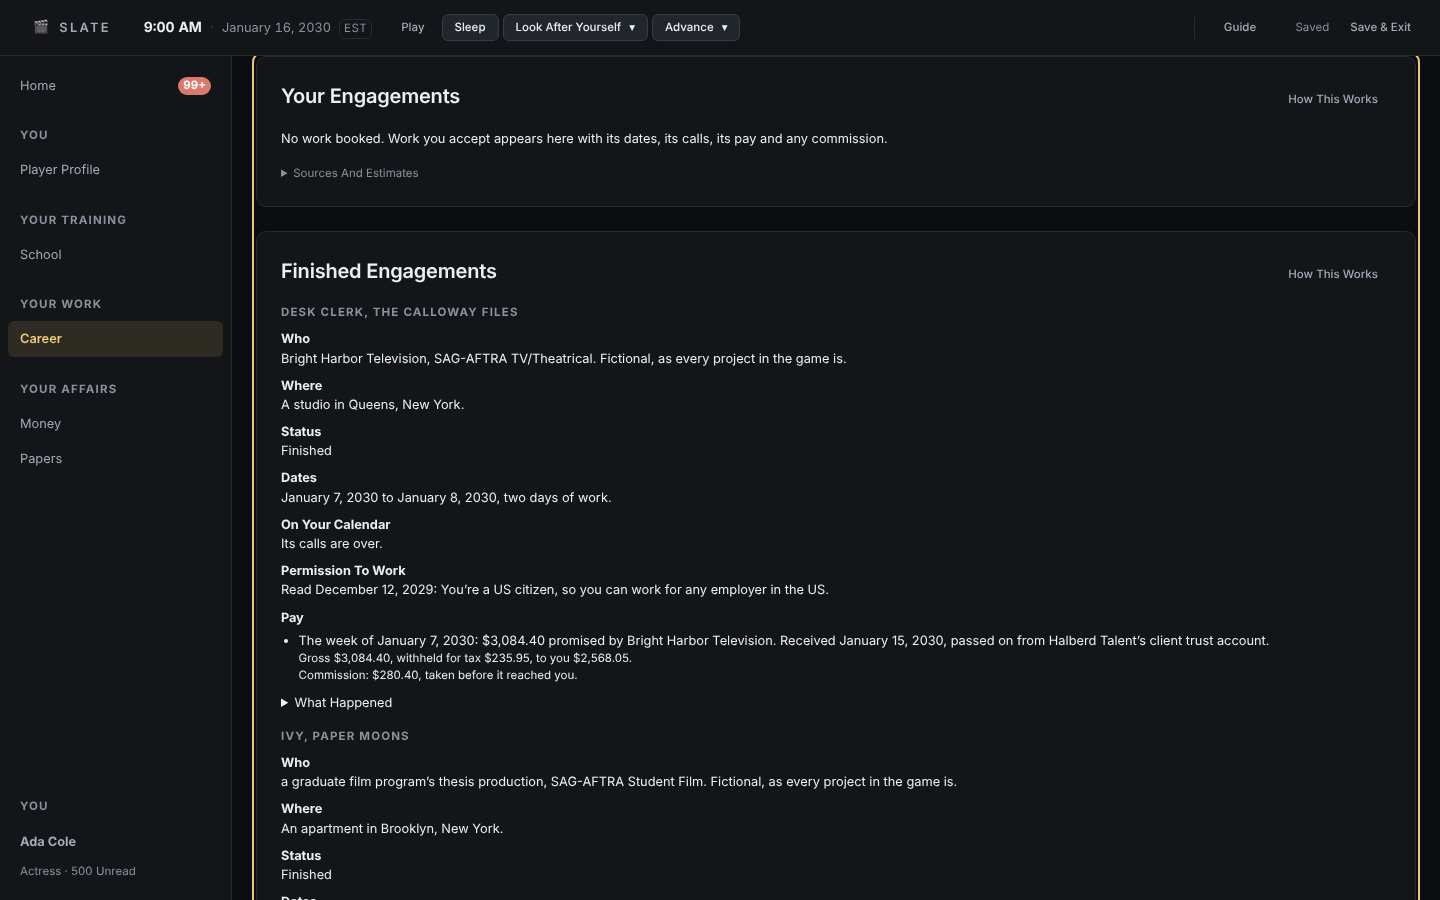 SLATE
9:00 AM · January 16, 2030 EST
Play
Sleep
Look After Yourself ▾
Advance ▾
Guide
Saved
Save & Exit
Home
99+
YOU
Player Profile
YOUR TRAINING
School
YOUR WORK
Career
YOUR AFFAIRS
Money
Papers
YOU
Ada Cole
Actress · 500 Unread
Your Engagements
How This Works
No work booked. Work you accept appears here with its dates, its calls, its pay and any commission.
Sources And Estimates
Finished Engagements
How This Works
DESK CLERK, THE CALLOWAY FILES
Who
Bright Harbor Television, SAG-AFTRA TV/Theatrical. Fictional, as every project in the game is.
Where
A studio in Queens, New York.
Status
Finished
Dates
January 7, 2030 to January 8, 2030, two days of work.
On Your Calendar
Its calls are over.
Permission To Work
Read December 12, 2029: You’re a US citizen, so you can work for any employer in the US.
Pay
• The week of January 7, 2030: $3,084.40 promised by Bright Harbor Television. Received January 15, 2030, passed on from Halberd Talent’s client trust account.
Gross $3,084.40, withheld for tax $235.95, to you $2,568.05.
Commission: $280.40, taken before it reached you.
What Happened
IVY, PAPER MOONS
Who
a graduate film program’s thesis production, SAG-AFTRA Student Film. Fictional, as every project in the game is.
Where
An apartment in Brooklyn, New York.
Status
Finished
Dates